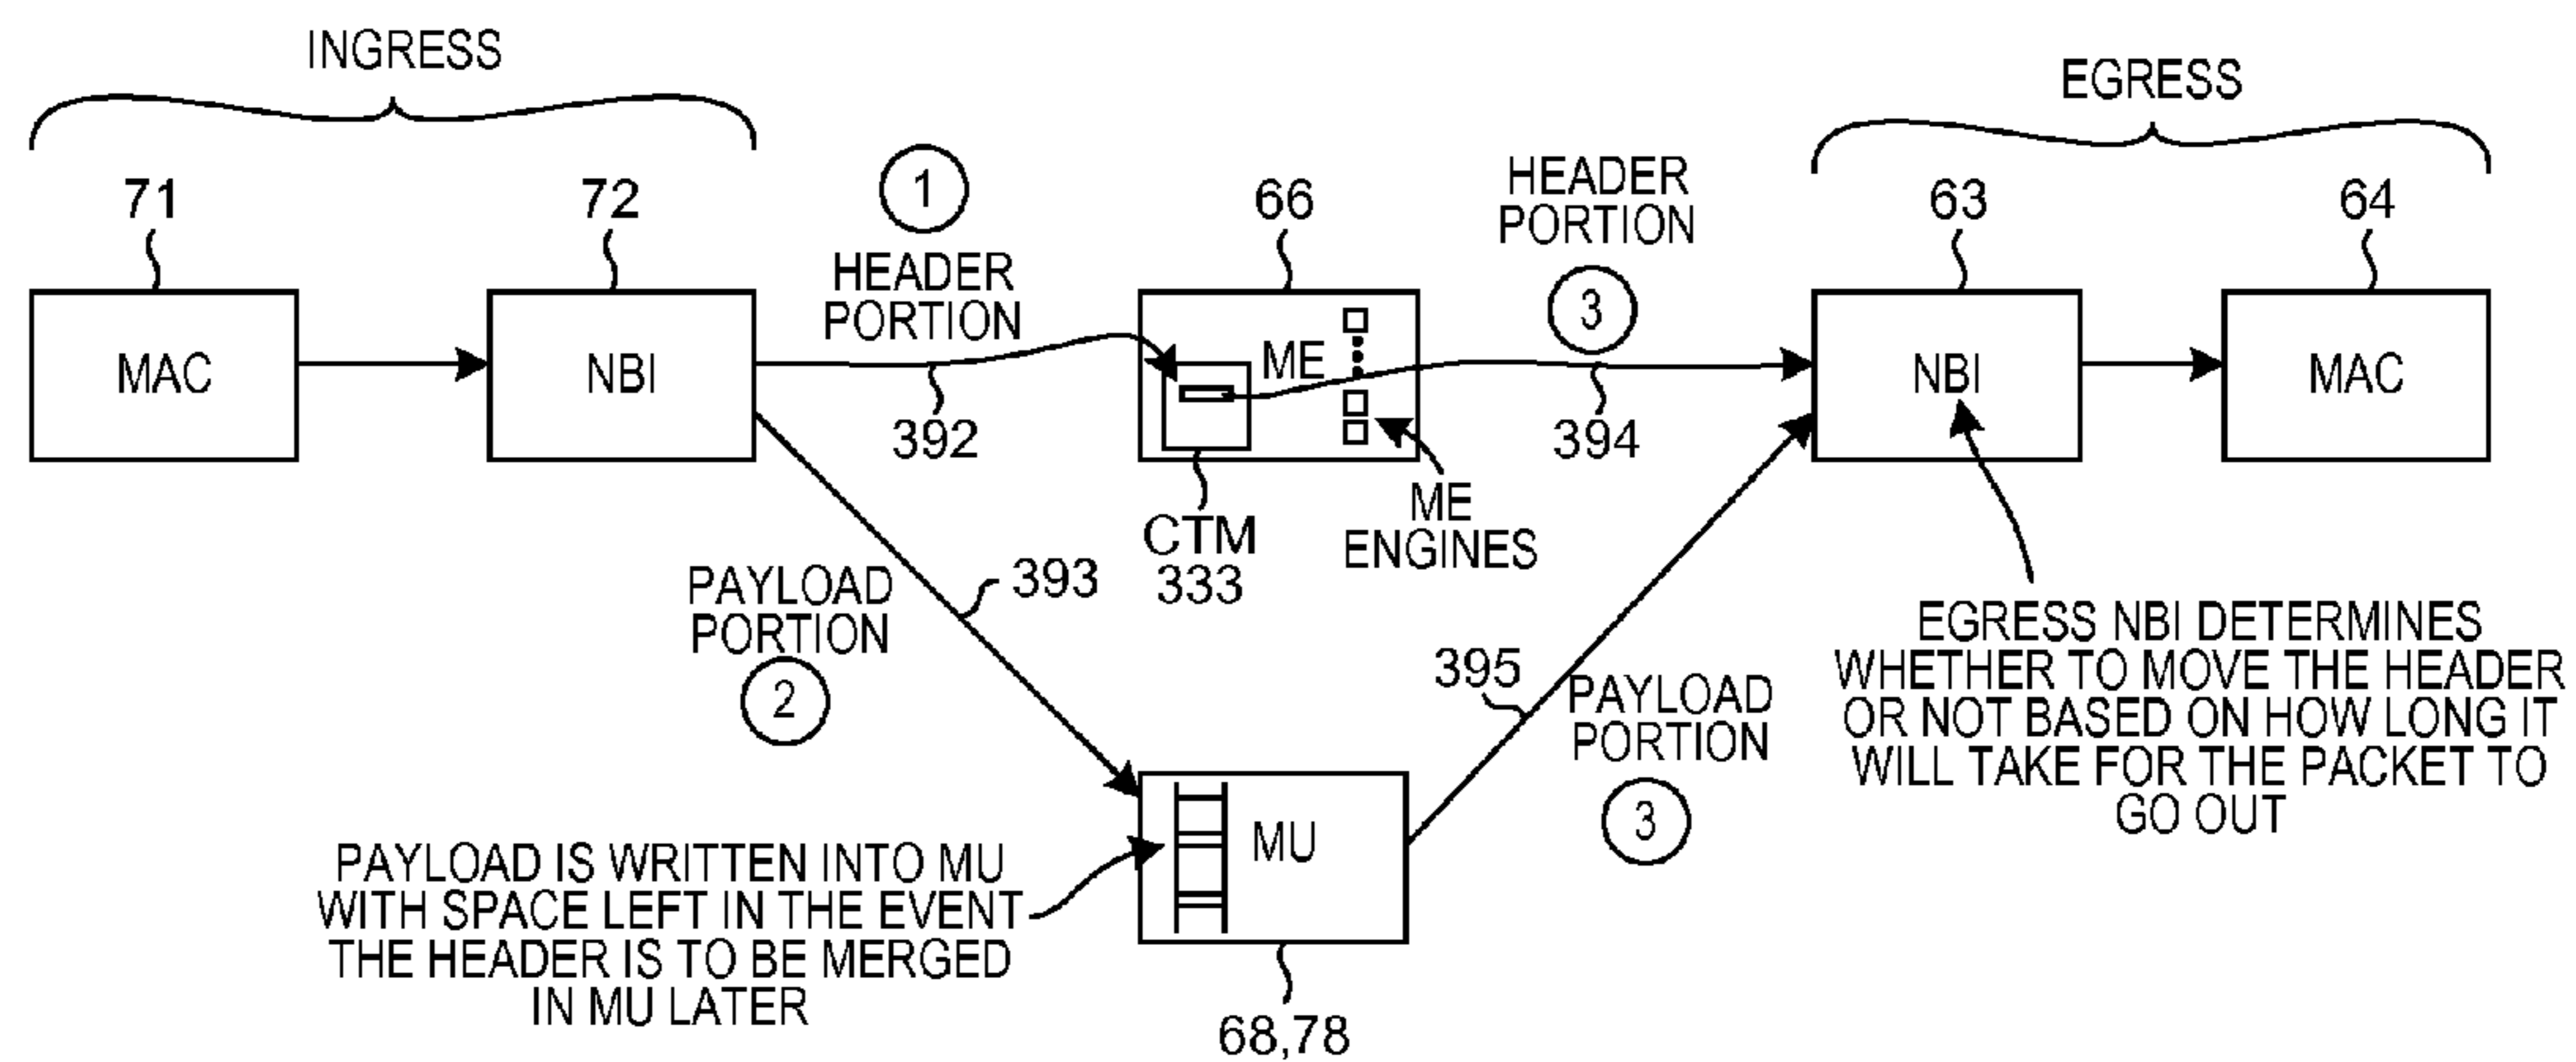 INGRESS
EGRESS
71
72
1
HEADER
PORTION
66
HEADER
PORTION
3
63
64
MAC
NBI
392
ME
394
NBI
MAC
CTM
333
ME
ENGINES
PAYLOAD
PORTION
2
393
395
PAYLOAD
PORTION
3
EGRESS NBI DETERMINES
WHETHER TO MOVE THE HEADER
OR NOT BASED ON HOW LONG IT
WILL TAKE FOR THE PACKET TO
GO OUT
PAYLOAD IS WRITTEN INTO MU
WITH SPACE LEFT IN THE EVENT
THE HEADER IS TO BE MERGED
IN MU LATER
MU
68,78